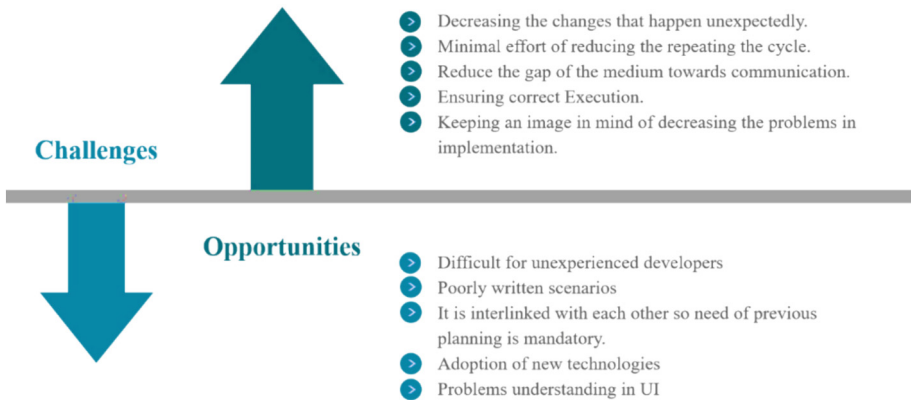 Decreasing the changes that happen unexpectedly.
Minimal effort of reducing the repeating the cycle.
Reduce the gap of the medium towards communication.
Ensuring correct Execution.
Keeping an image in mind of decreasing the problems in
implementation.
Challenges
Opportunities
Difficult for unexperienced developers
Poorly written scenarios
It is interlinked with each other so need of previous
planning is mandatory.
Adoption of new technologies
Problems understanding in UI